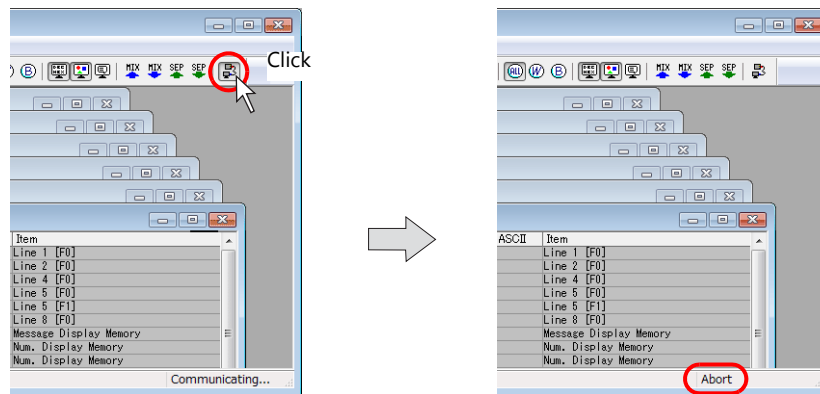 Click
B MIX MIX SEP SEP
Item
Line 1 [F0]
Line 2 [F0]
Line 4 [F0]
Line 5 [F0]
Line 5 [F1]
Line 8 [F0]
Message Display Memory
Num. Display Memory
Num. Display Memory
Communicating...
ALL W B MIX MIX SEP SEP
ASCII Item
Line 1 [F0]
Line 2 [F0]
Line 4 [F0]
Line 5 [F0]
Line 5 [F1]
Line 8 [F0]
Message Display Memory
Num. Display Memory
Num. Display Memory
Abort